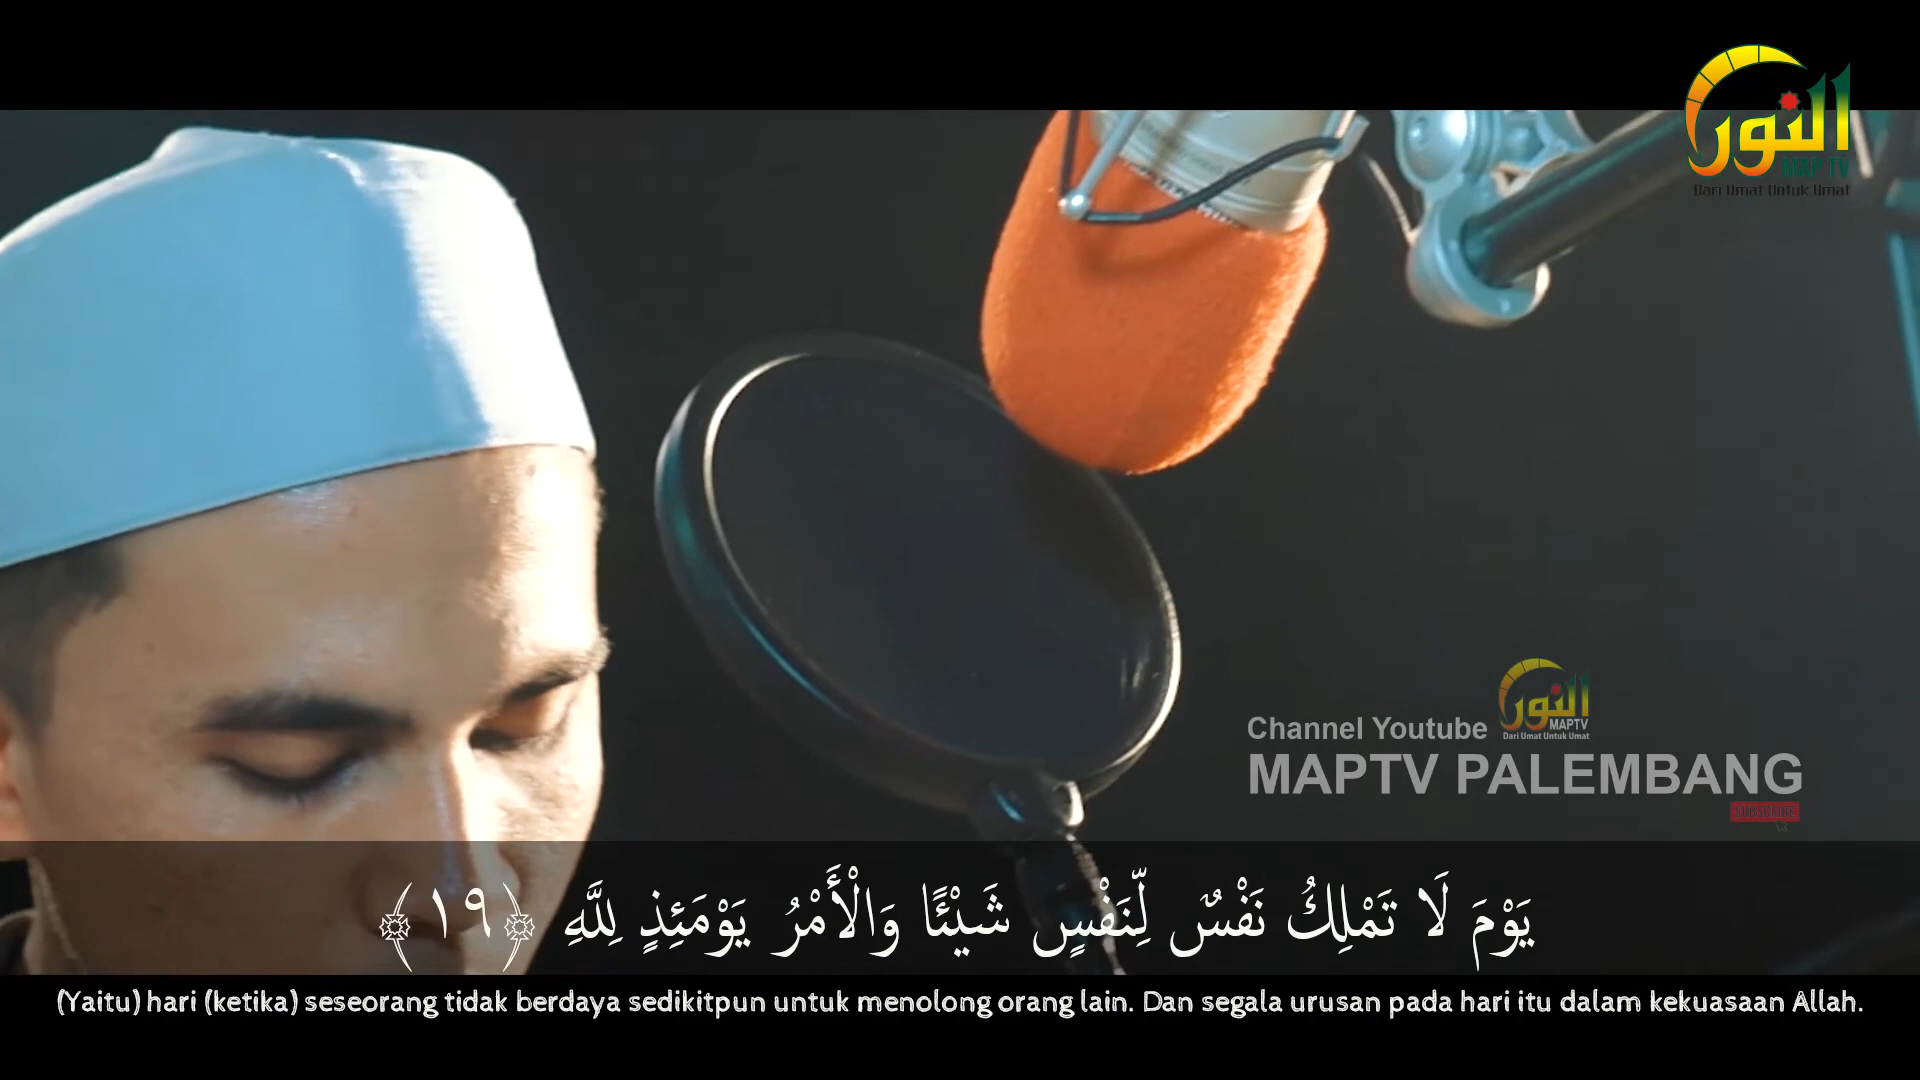 النور
MAP TV
Dari Umat Untuk Umat
النور
MAPTV
Dari Umat Untuk Umat
Channel Youtube
MAPTV PALEMBANG
SUBSCRIBE
يَوْمَ لَا تَمْلِكُ نَفْسٌ لِّنَفْسٍ شَيْئًا وَالْأَمْرُ يَوْمَئِذٍ لِلَّهِ ﴿١٩﴾
(Yaitu) hari (ketika) seseorang tidak berdaya sedikitpun untuk menolong orang lain. Dan segala urusan pada hari itu dalam kekuasaan Allah.